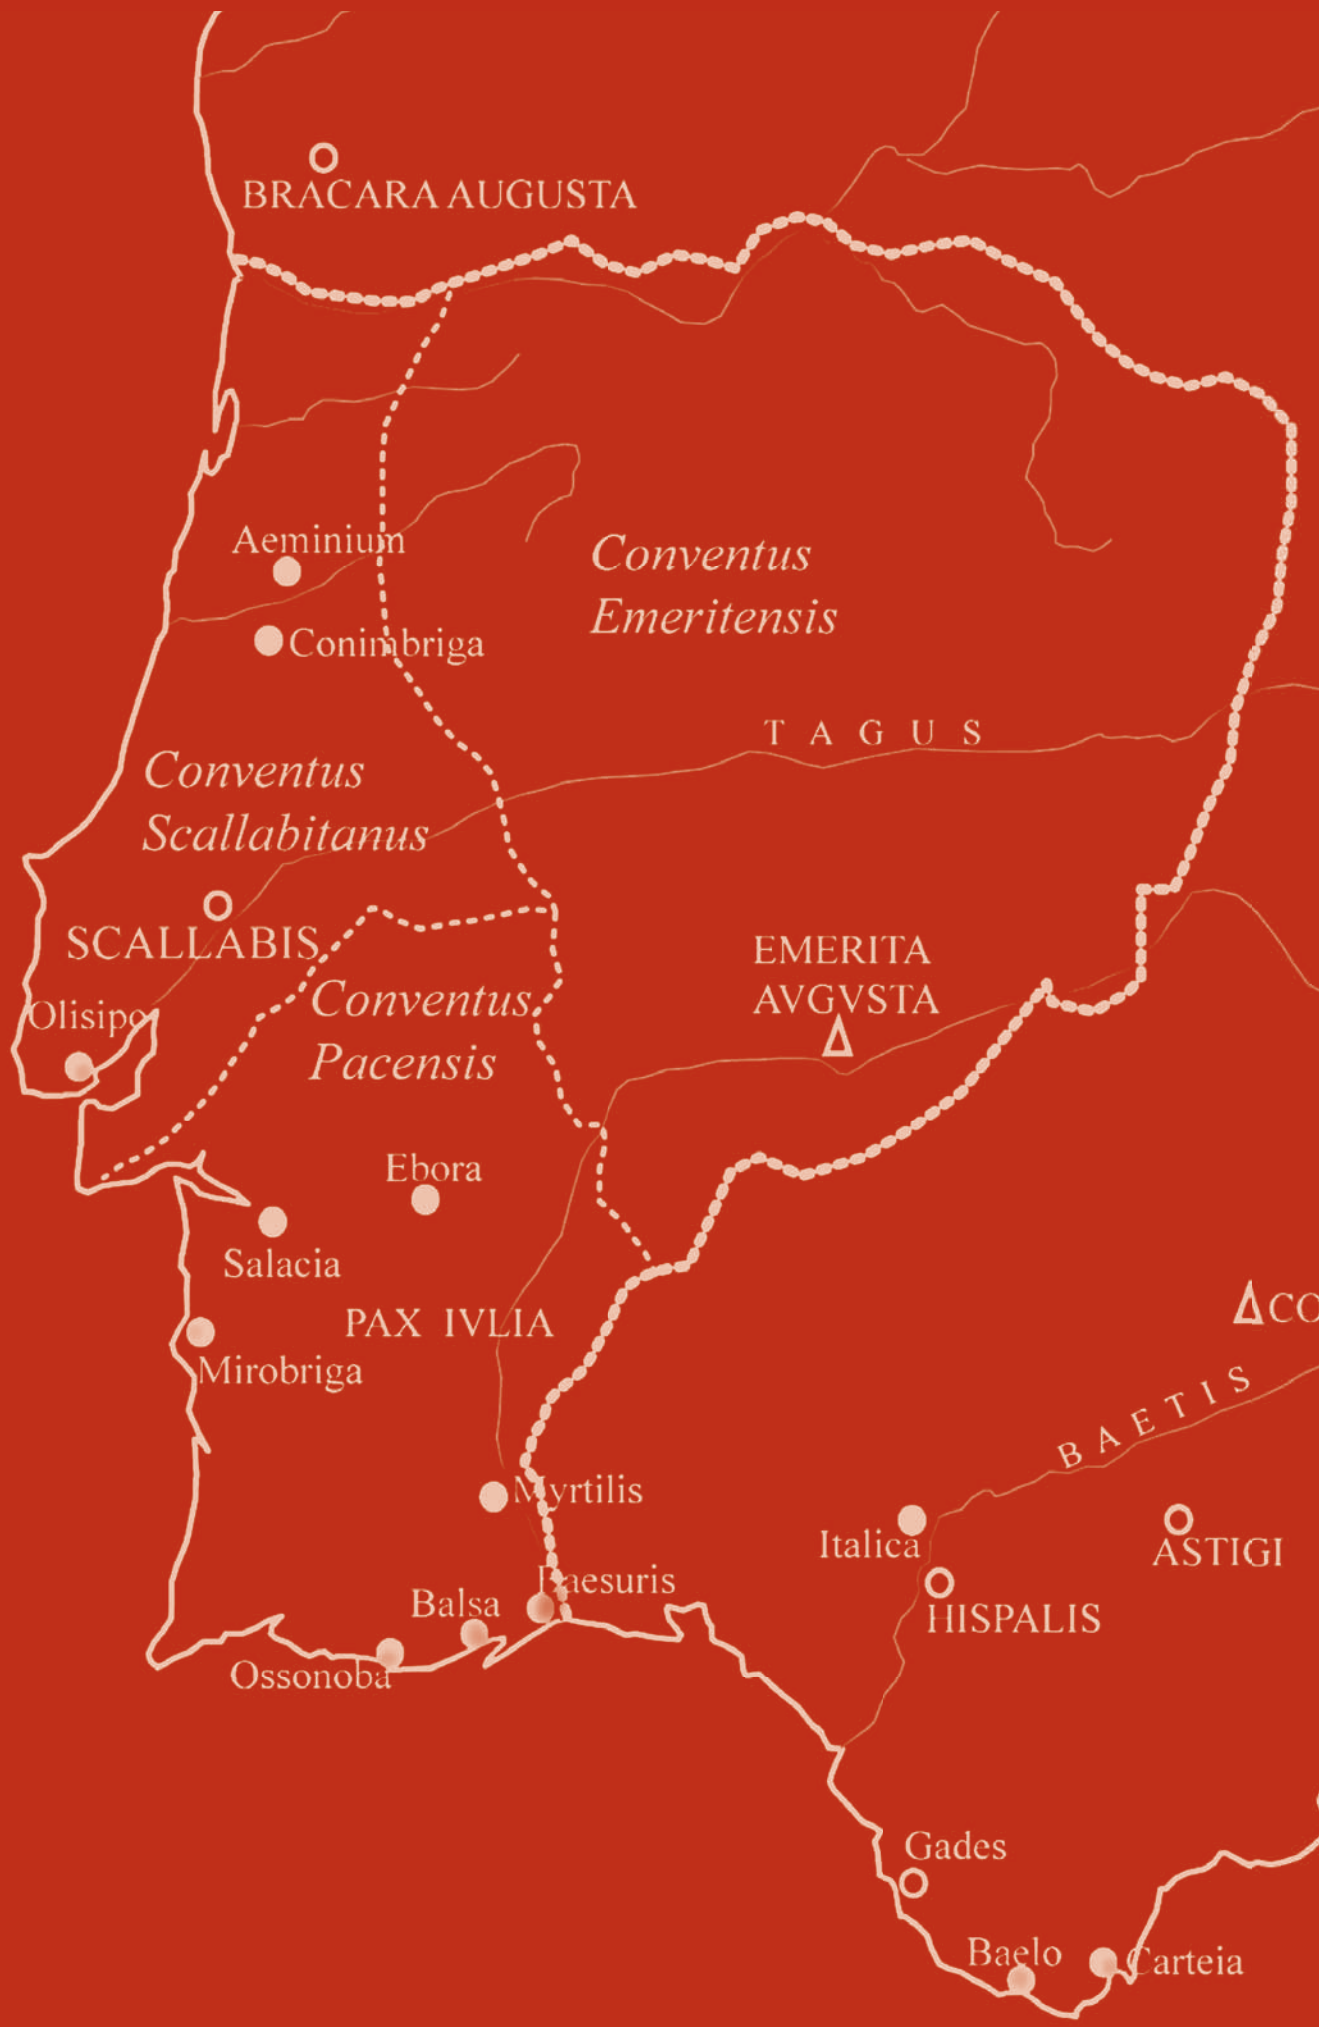 BRACARA AUGUSTA
Aeminium
Conventus
Emeritensis
Conimbriga
TAGUS
Conventus
Scallabitanus
SCALLABIS
EMERITA
AVGVSTA
Conventus
Pacensis
Olisipo
Ebora
Salacia
PAX IVLIA
CO
Mirobriga
BAETIS
Myrtilis
Italica
ASTIGI
Baesuris
Balsa
HISPALIS
Ossonoba
Gades
Baelo
Carteia